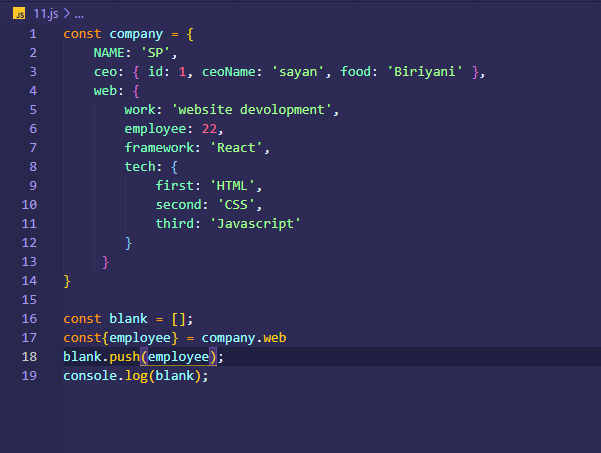 JS 11.js > ...
1 const company = {
2     NAME: 'SP',
3     ceo: { id: 1, ceoName: 'sayan', food: 'Biriyani' },
4     web: {
5         work: 'website devolopment',
6         employee: 22,
7         framework: 'React',
8         tech: {
9             first: 'HTML',
10             second: 'CSS',
11             third: 'Javascript'
12         }
13      }
14 }
15
16 const blank = [];
17 const{employee} = company.web
18 blank.push(employee);
19 console.log(blank);